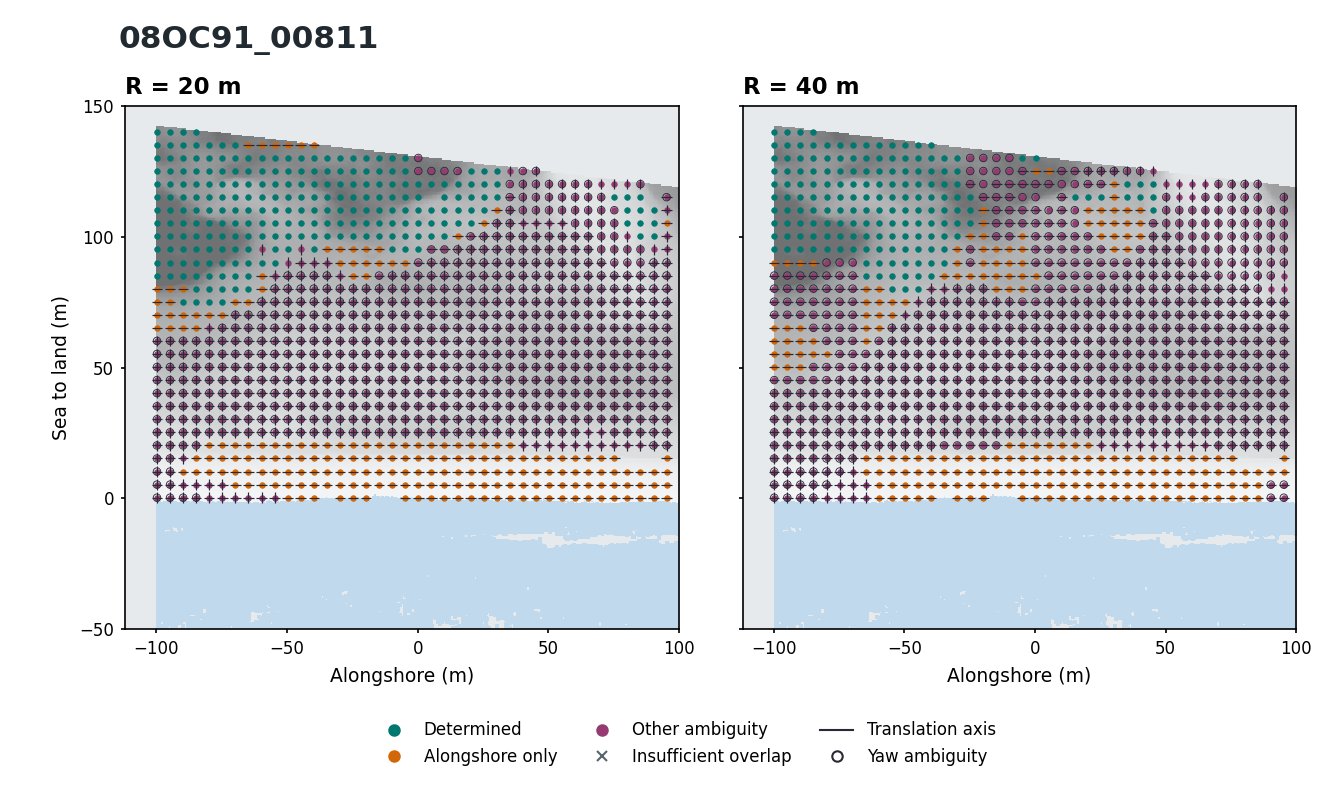 08OC91_00811
R = 20 m
R = 40 m
150
100
50
0
−50
Sea to land (m)
−100
−50
0
50
100
−100
−50
0
50
100
Alongshore (m)
Alongshore (m)
Determined
Other ambiguity
Translation axis
Alongshore only
Insufficient overlap
Yaw ambiguity